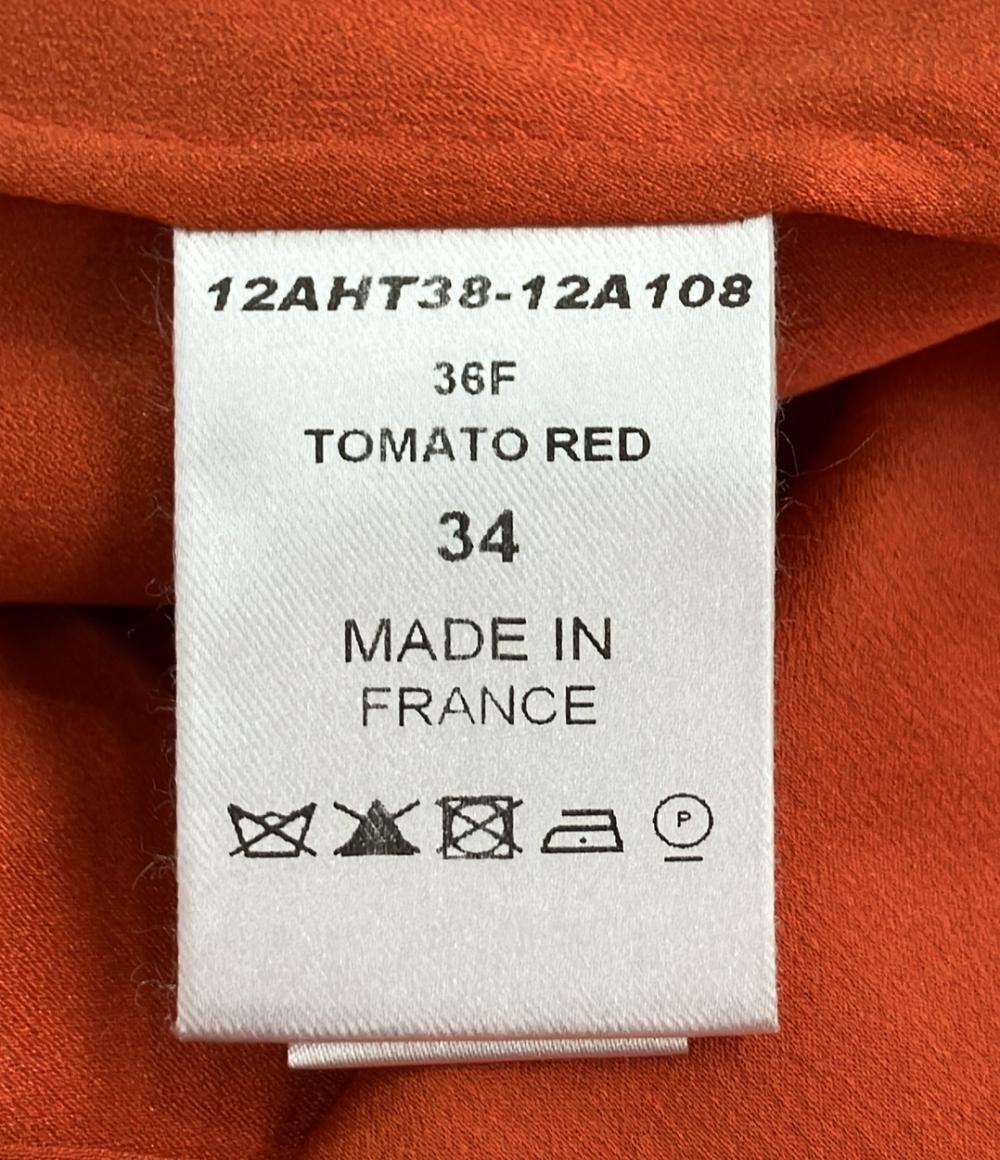 12AHT38-12A108
36F
TOMATO RED
34
MADE IN
FRANCE
P